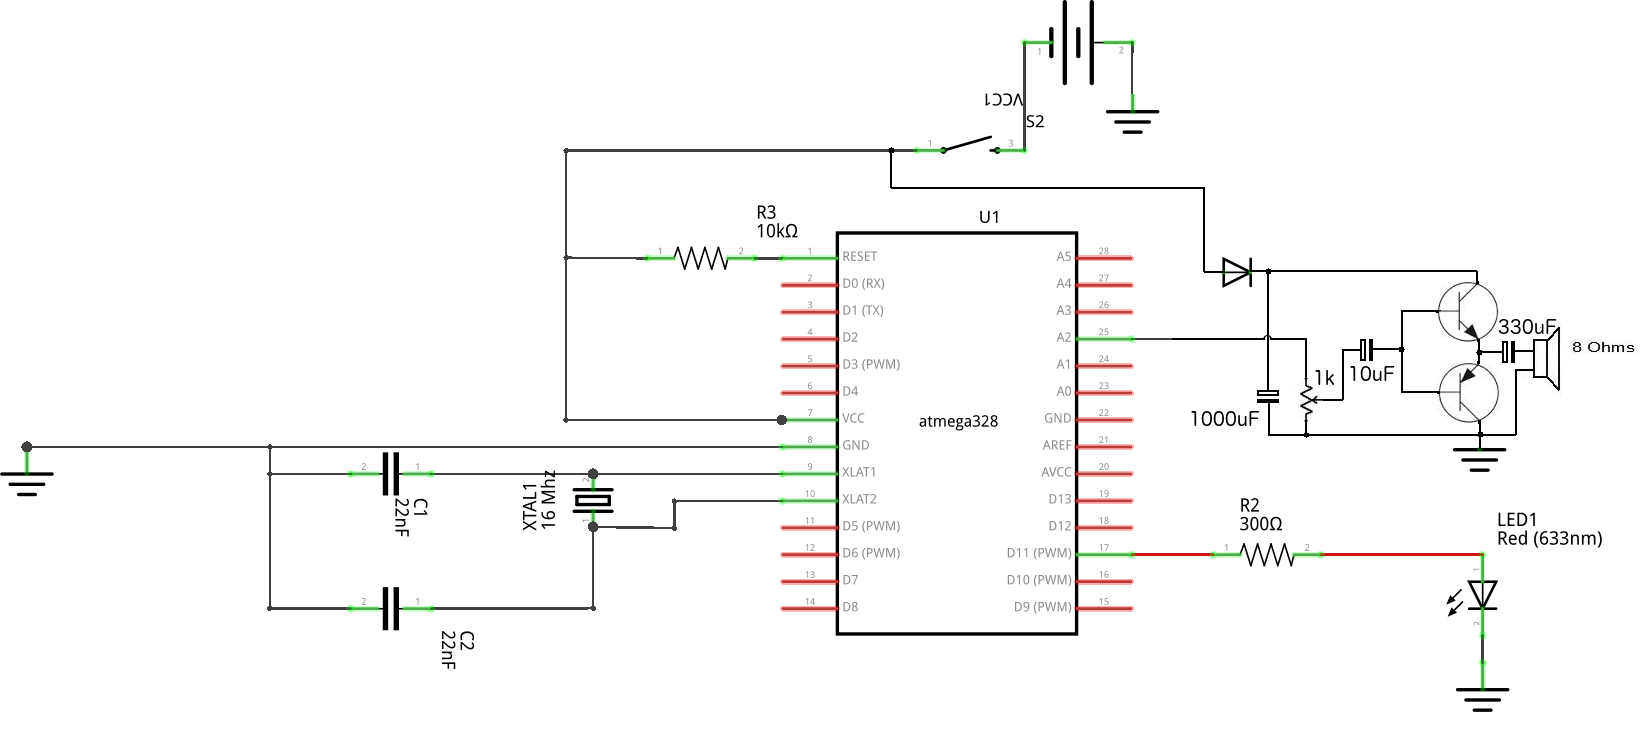 1
2
VCC1
S2
1
3
R3
10kΩ
1
2
U1
1
RESET
2
D0 (RX)
3
D1 (TX)
4
D2
5
D3 (PWM)
6
D4
7
VCC
8
GND
9
XLAT1
10
XLAT2
11
D5 (PWM)
12
D6 (PWM)
13
D7
14
D8
atmega328
A5
28
A4
27
A3
26
A2
25
A1
24
A0
23
GND
22
AREF
21
AVCC
20
D13
19
D12
18
D11 (PWM)
17
D10 (PWM)
16
D9 (PWM)
15
2
1
C1
22nF
XTAL1
16 Mhz
2
1
2
1
C2
22nF
1000uF
1k
10uF
330uF
8 Ohms
R2
300Ω
1
2
LED1
Red (633nm)
1
2